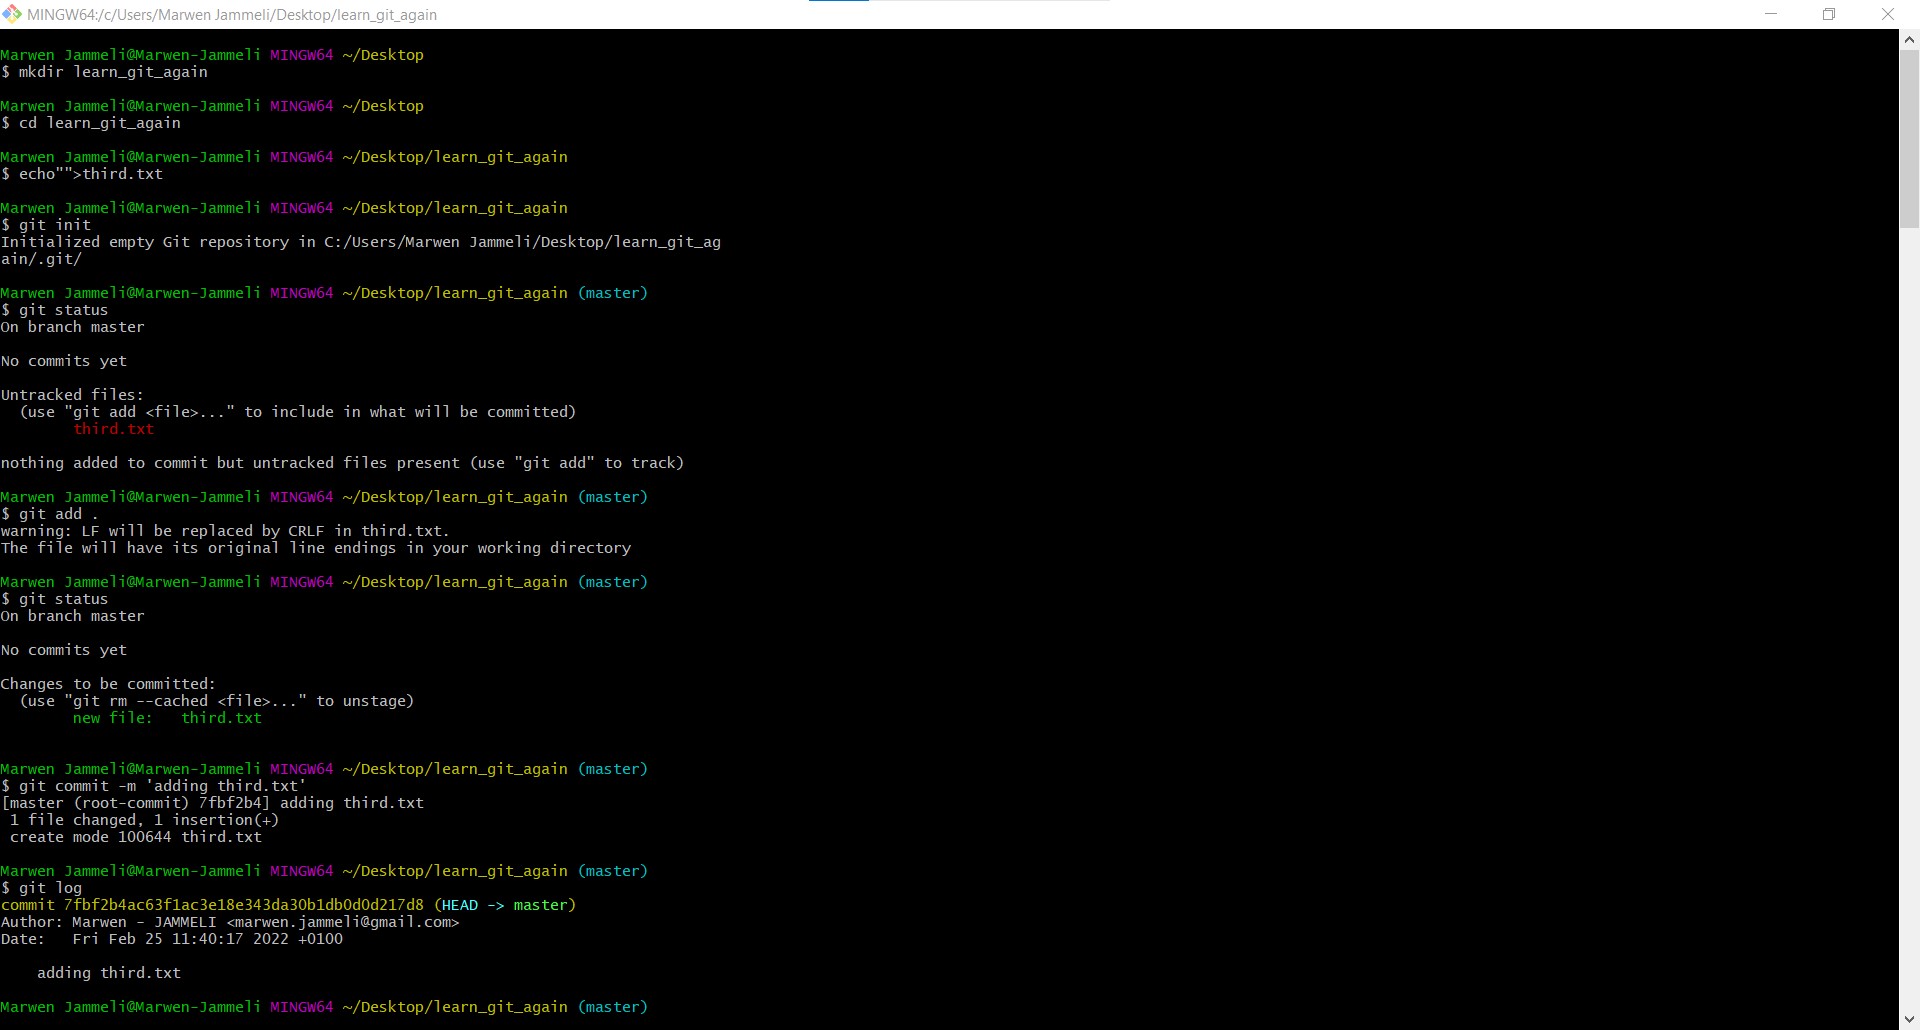 MINGW64:/c/Users/Marwen Jammeli/Desktop/learn_git_again
Marwen Jammeli@Marwen-Jammeli MINGW64 ~/Desktop
$ mkdir learn_git_again
Marwen Jammeli@Marwen-Jammeli MINGW64 ~/Desktop
$ cd learn_git_again
Marwen Jammeli@Marwen-Jammeli MINGW64 ~/Desktop/learn_git_again
$ echo"">third.txt
Marwen Jammeli@Marwen-Jammeli MINGW64 ~/Desktop/learn_git_again
$ git init
Initialized empty Git repository in C:/Users/Marwen Jammeli/Desktop/learn_git_ag
ain/.git/
Marwen Jammeli@Marwen-Jammeli MINGW64 ~/Desktop/learn_git_again (master)
$ git status
On branch master
No commits yet
Untracked files:
  (use "git add <file>..." to include in what will be committed)
        third.txt
nothing added to commit but untracked files present (use "git add" to track)
Marwen Jammeli@Marwen-Jammeli MINGW64 ~/Desktop/learn_git_again (master)
$ git add .
warning: LF will be replaced by CRLF in third.txt.
The file will have its original line endings in your working directory
Marwen Jammeli@Marwen-Jammeli MINGW64 ~/Desktop/learn_git_again (master)
$ git status
On branch master
No commits yet
Changes to be committed:
  (use "git rm --cached <file>..." to unstage)
        new file:   third.txt
Marwen Jammeli@Marwen-Jammeli MINGW64 ~/Desktop/learn_git_again (master)
$ git commit -m 'adding third.txt'
[master (root-commit) 7fbf2b4] adding third.txt
 1 file changed, 1 insertion(+)
 create mode 100644 third.txt
Marwen Jammeli@Marwen-Jammeli MINGW64 ~/Desktop/learn_git_again (master)
$ git log
commit 7fbf2b4ac63f1ac3e18e343da30b1db0d0d217d8 (HEAD -> master)
Author: Marwen - JAMMELI <marwen.jammeli@gmail.com>
Date:   Fri Feb 25 11:40:17 2022 +0100
    adding third.txt
Marwen Jammeli@Marwen-Jammeli MINGW64 ~/Desktop/learn_git_again (master)